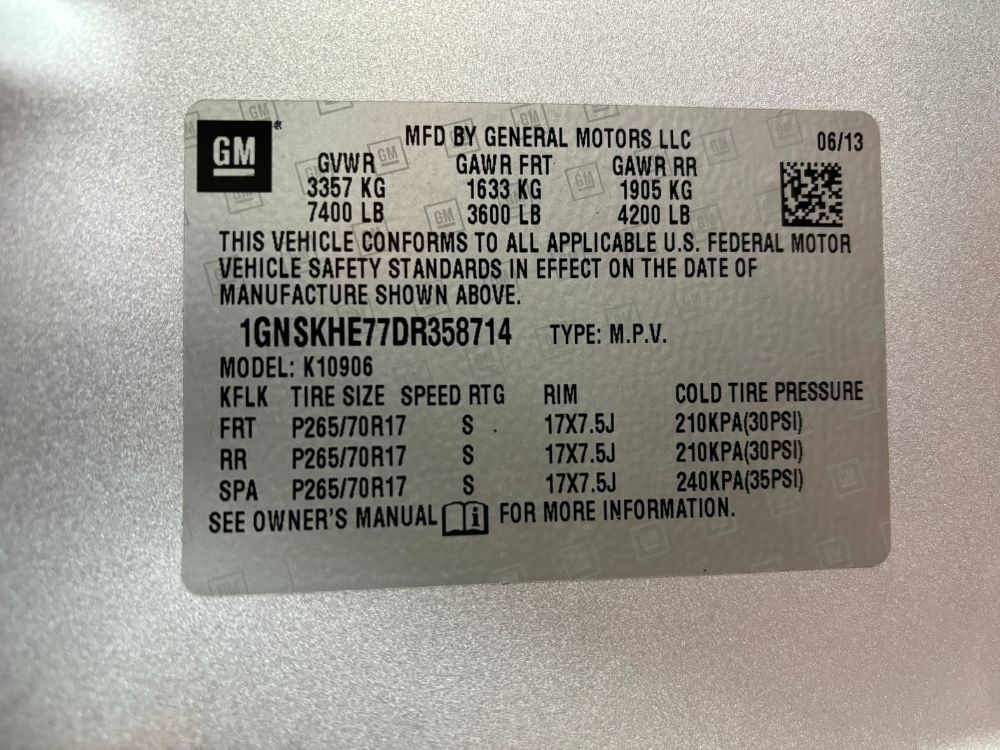 GM
MFD BY GENERAL MOTORS LLC 06/13
GVWR GAWR FRT GAWR RR
3357 KG 1633 KG 1905 KG
7400 LB 3600 LB 4200 LB
THIS VEHICLE CONFORMS TO ALL APPLICABLE U.S. FEDERAL MOTOR
VEHICLE SAFETY STANDARDS IN EFFECT ON THE DATE OF
MANUFACTURE SHOWN ABOVE.
1GNSKHE77DR358714 TYPE: M.P.V.
MODEL: K10906
KFLK TIRE SIZE SPEED RTG RIM COLD TIRE PRESSURE
FRT P265/70R17 S 17X7.5J 210KPA(30PSI)
RR P265/70R17 S 17X7.5J 210KPA(30PSI)
SPA P265/70R17 S 17X7.5J 240KPA(35PSI)
SEE OWNER'S MANUAL i FOR MORE INFORMATION.